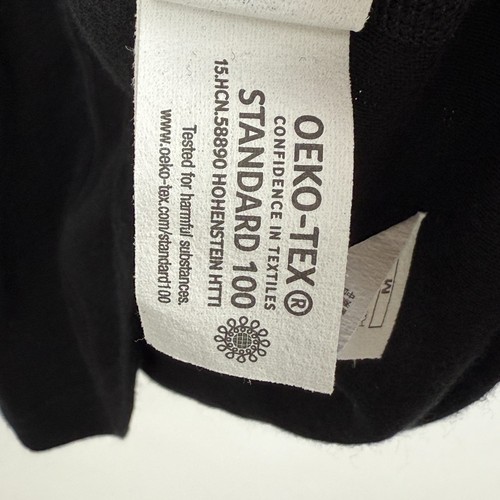 OEKO-TEX®
CONFIDENCE IN TEXTILES
STANDARD 100
15.HCN.58890 HOHENSTEIN HTTI
Tested for harmful substances.
www.oeko-tex.com/standard100
M